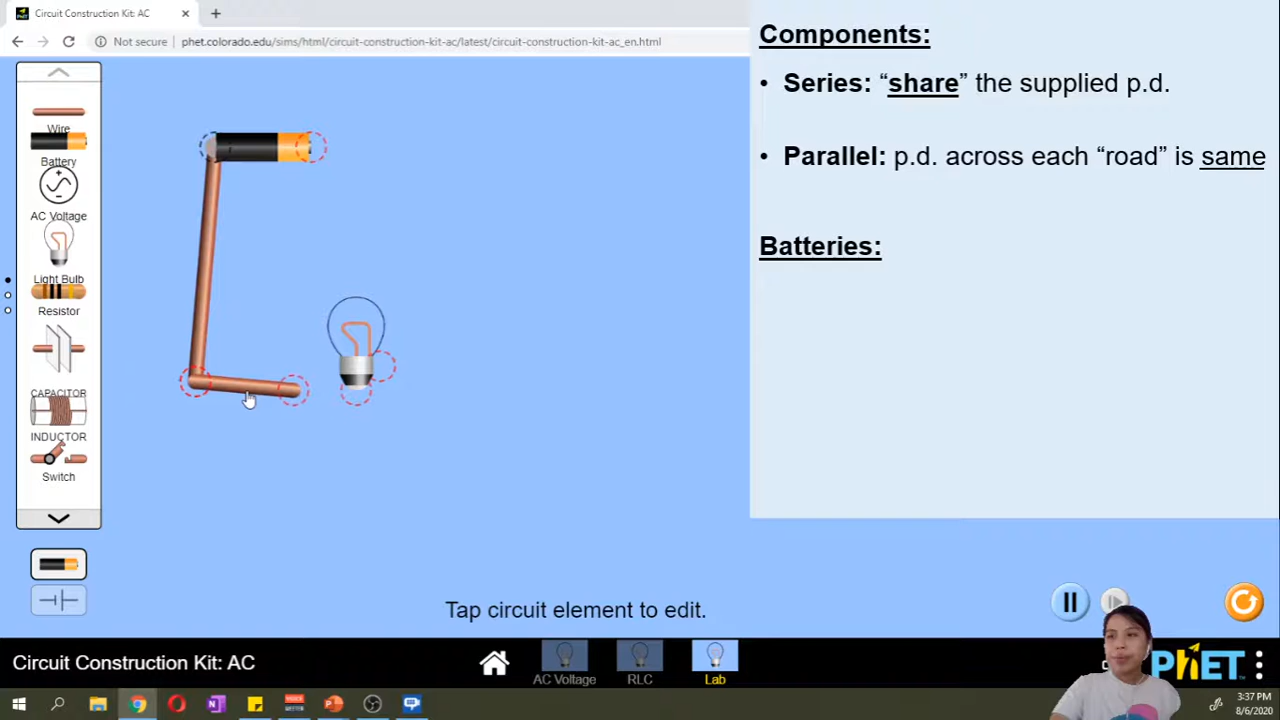 Circuit Construction Kit: AC
Not secure
phet.colorado.edu/sims/html/circuit-construction-kit-ac/latest/circuit-construction-kit-ac_en.html
Wire
Battery
AC Voltage
Light Bulb
Resistor
CAPACITOR
INDUCTOR
Switch
Components:
• Series: “share” the supplied p.d.
• Parallel: p.d. across each “road” is same
Batteries:
Tap circuit element to edit.
Circuit Construction Kit: AC
AC Voltage
RLC
Lab
PhET
3:37 PM
8/6/2020